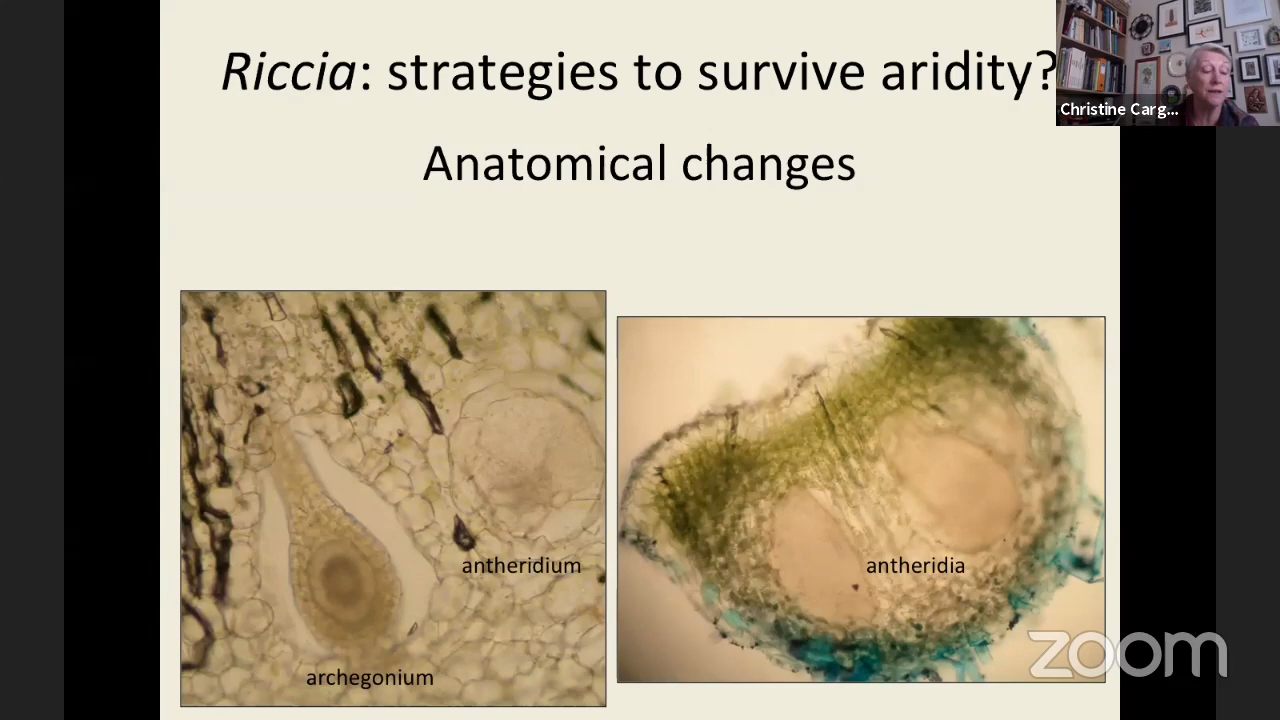 Riccia: strategies to survive aridity?
Christine Carg...
Anatomical changes
antheridium
archegonium
antheridia
zoom